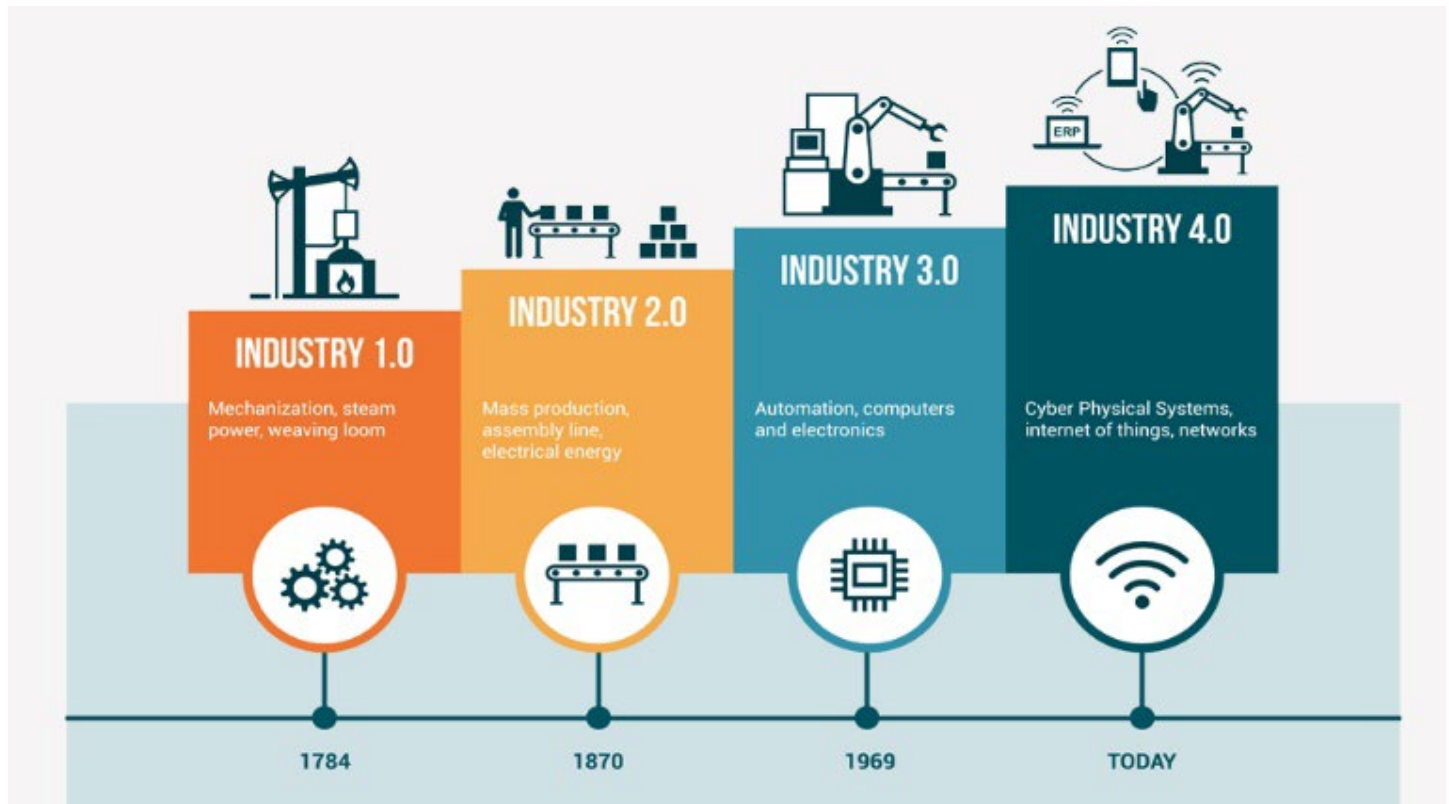 ERP
INDUSTRY 1.0
Mechanization, steam
power, weaving loom
INDUSTRY 2.0
Mass production,
assembly line,
electrical energy
INDUSTRY 3.0
Automation, computers
and electronics
INDUSTRY 4.0
Cyber Physical Systems,
internet of things, networks
1784
1870
1969
TODAY